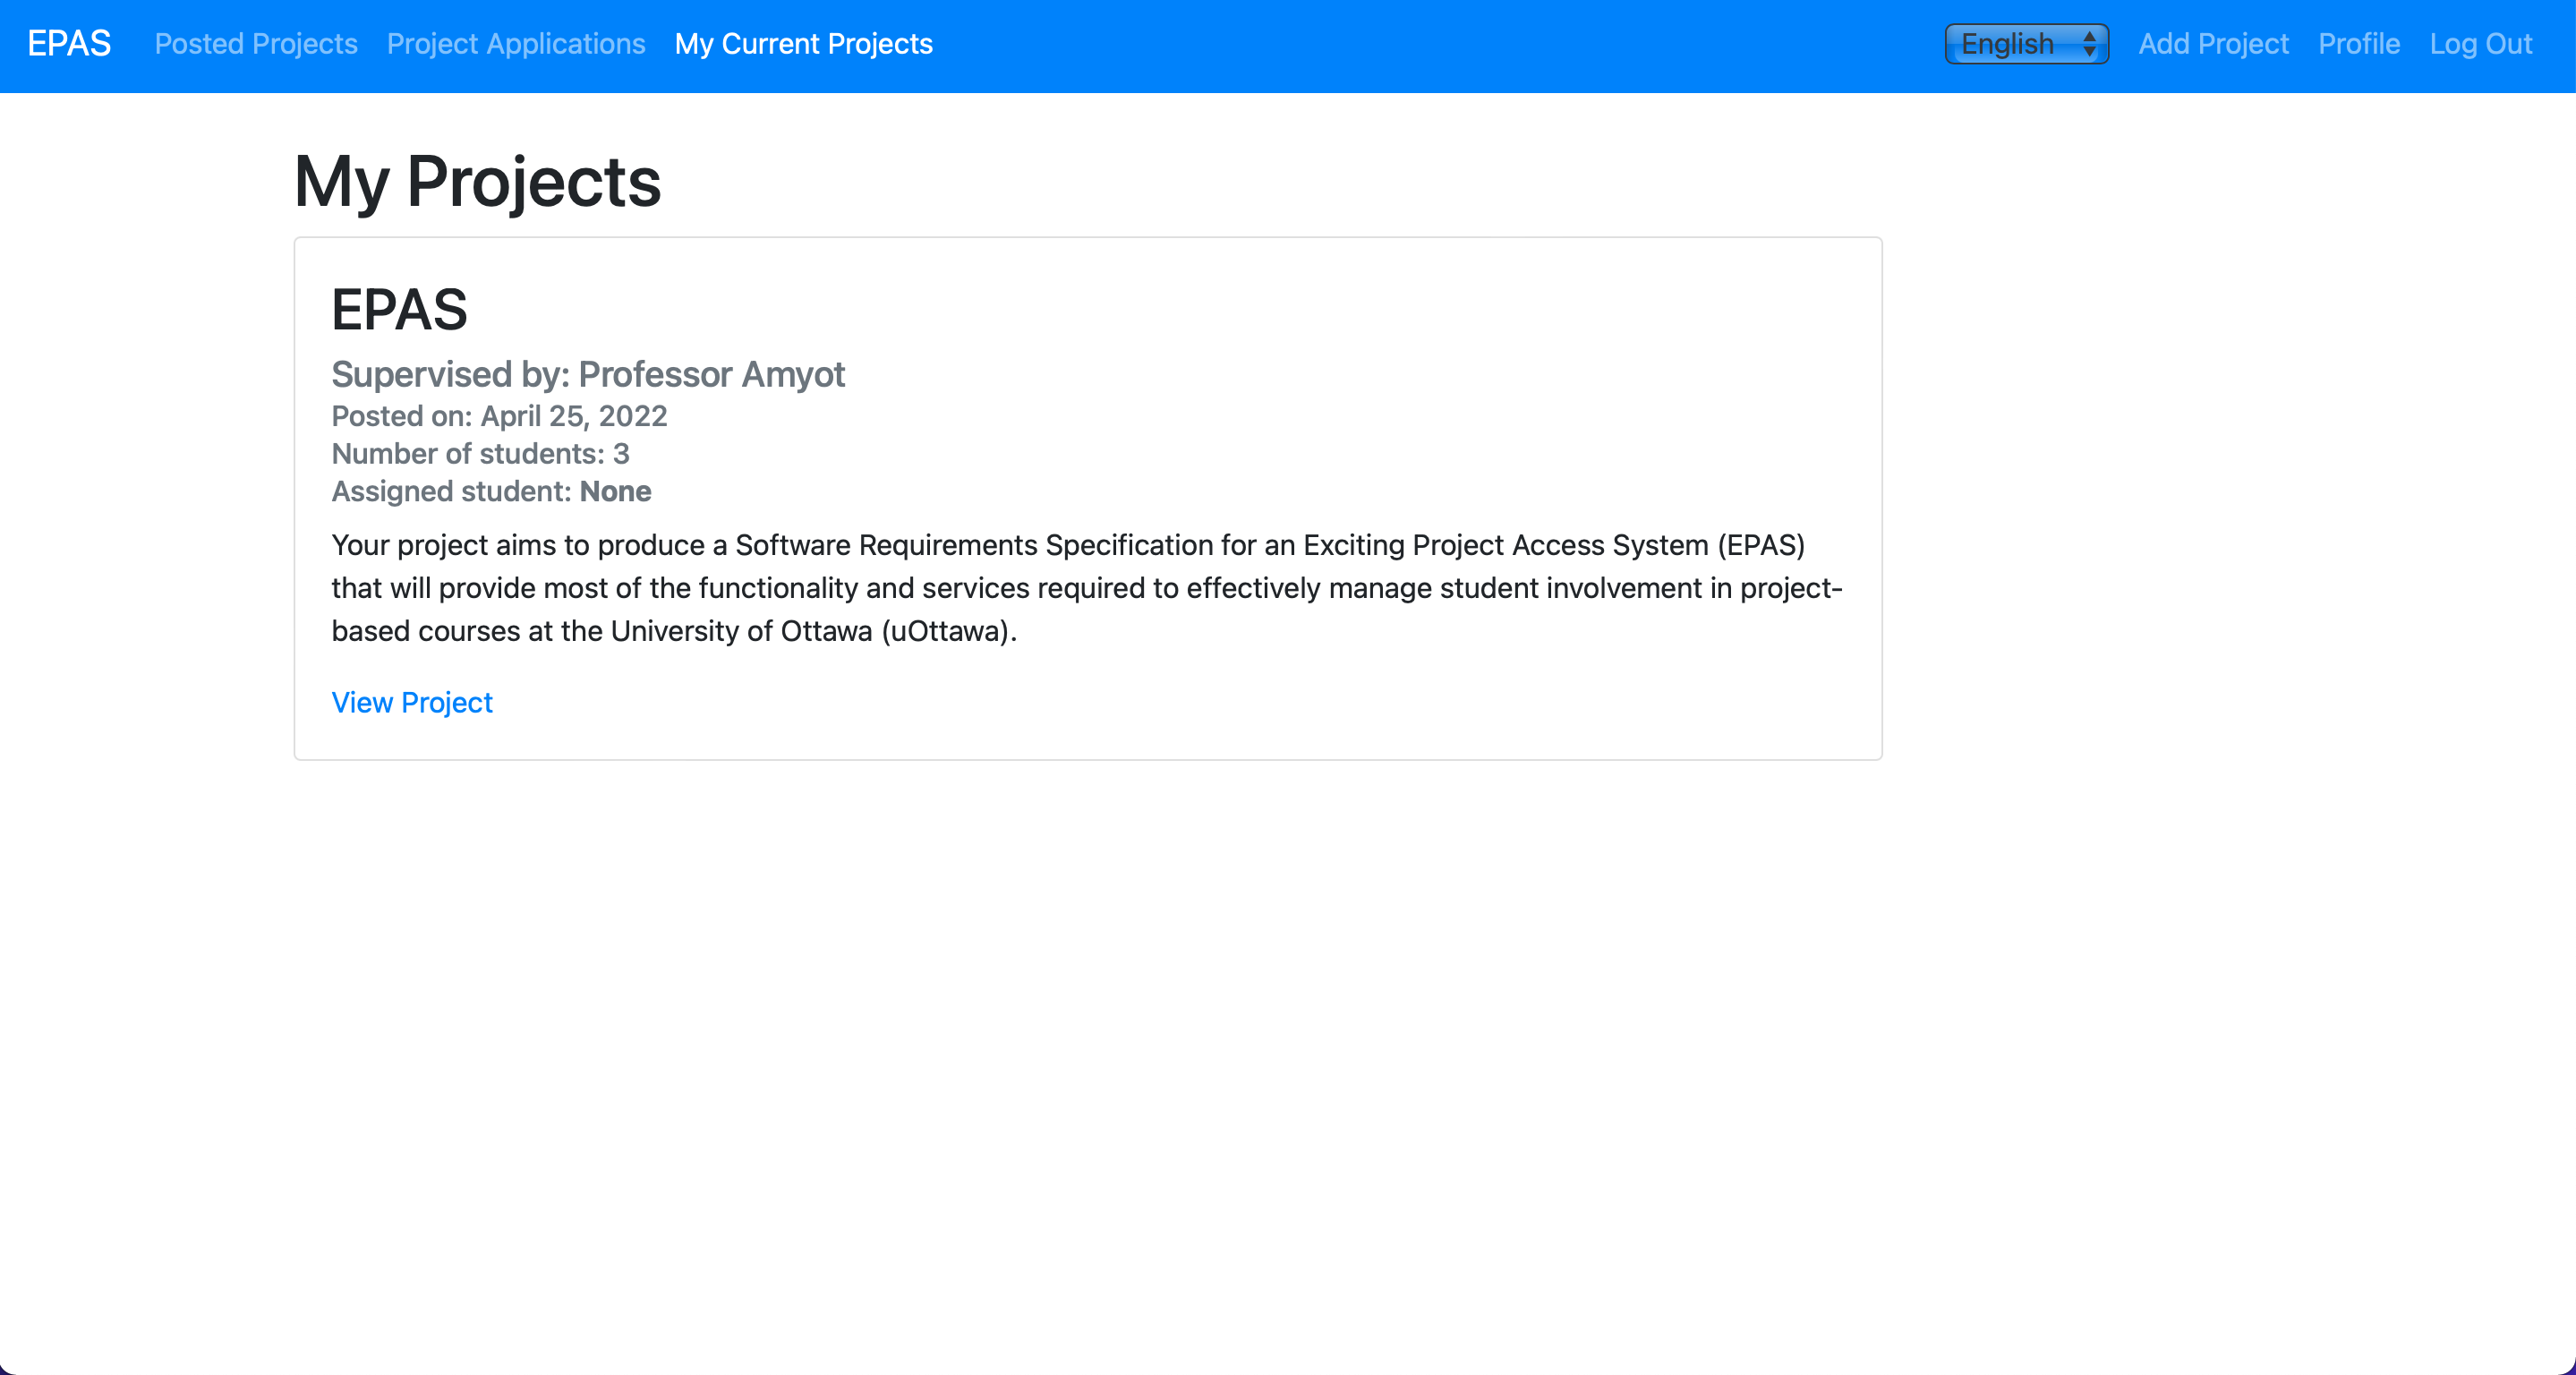 EPAS Posted Projects Project Applications My Current Projects English Add Project Profile Log Out
My Projects
EPAS
Supervised by: Professor Amyot
Posted on: April 25, 2022
Number of students: 3
Assigned student: None
Your project aims to produce a Software Requirements Specification for an Exciting Project Access System (EPAS)
that will provide most of the functionality and services required to effectively manage student involvement in project-
based courses at the University of Ottawa (uOttawa).
View Project